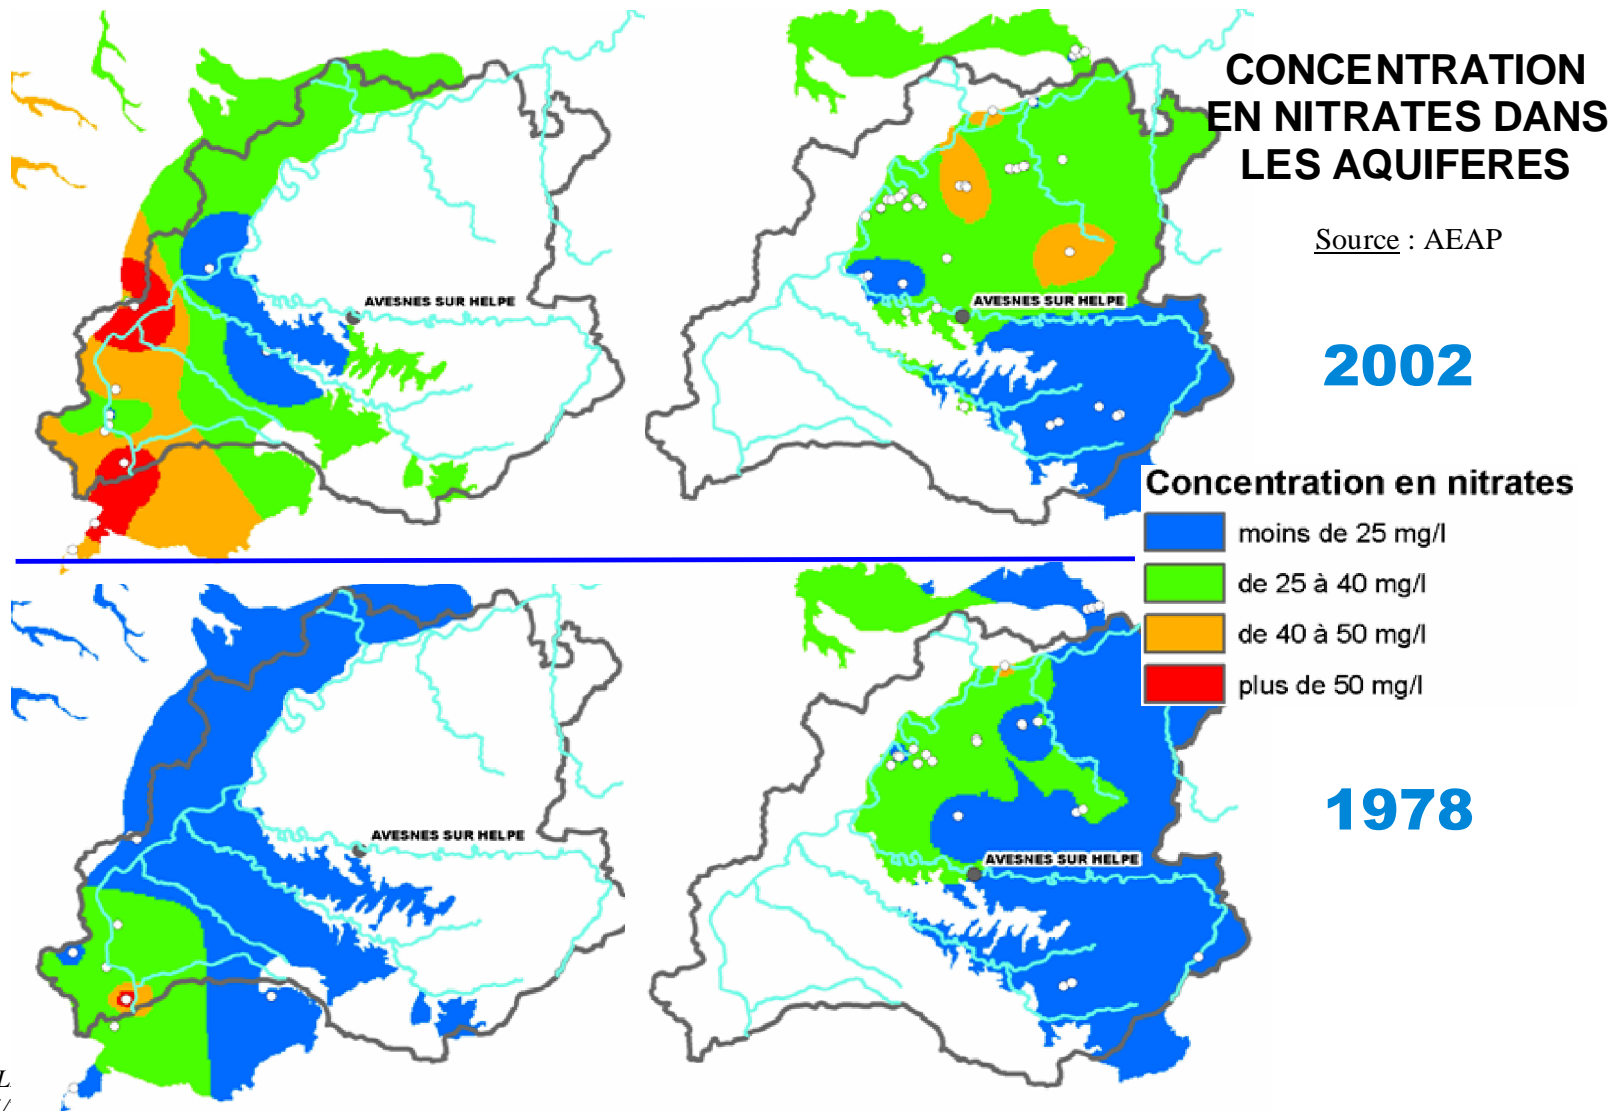 CONCENTRATION
EN NITRATES DANS
LES AQUIFERES
Source : AEAP
AVESNES SUR HELPE
AVESNES SUR HELPE
2002
Concentration en nitrates
moins de 25 mg/l
de 25 à 40 mg/l
de 40 à 50 mg/l
plus de 50 mg/l
1978
AVESNES SUR HELPE
AVESNES SUR HELPE
L